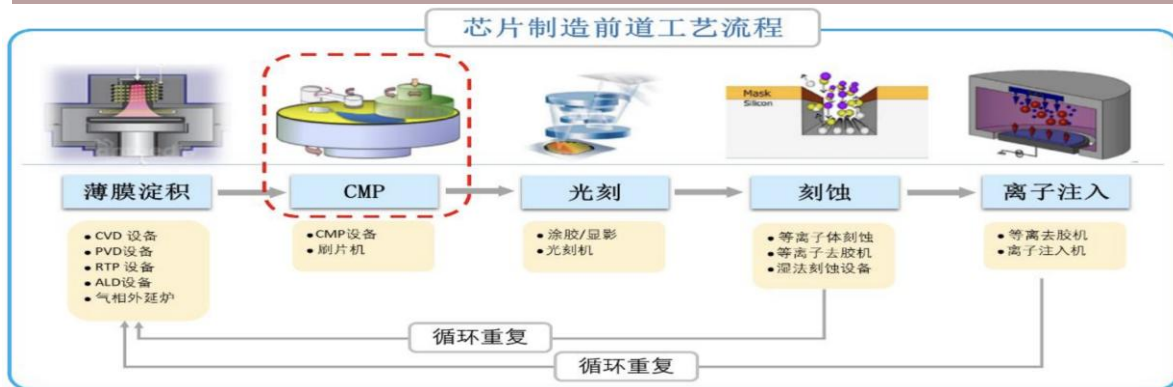 芯片制造前道工艺流程
Mask
Silicon
薄膜淀积
CMP
光刻
刻蚀
离子注入
•CVD 设备
•PVD设备
•RTP 设备
•ALD设备
•气相外延炉
•CMP设备
•刷片机
•涂胶/显影
•光刻机
•等离子体刻蚀
•等离子去胶机
•湿法刻蚀设备
•等离去胶机
•离子注入机
循环重复
循环重复